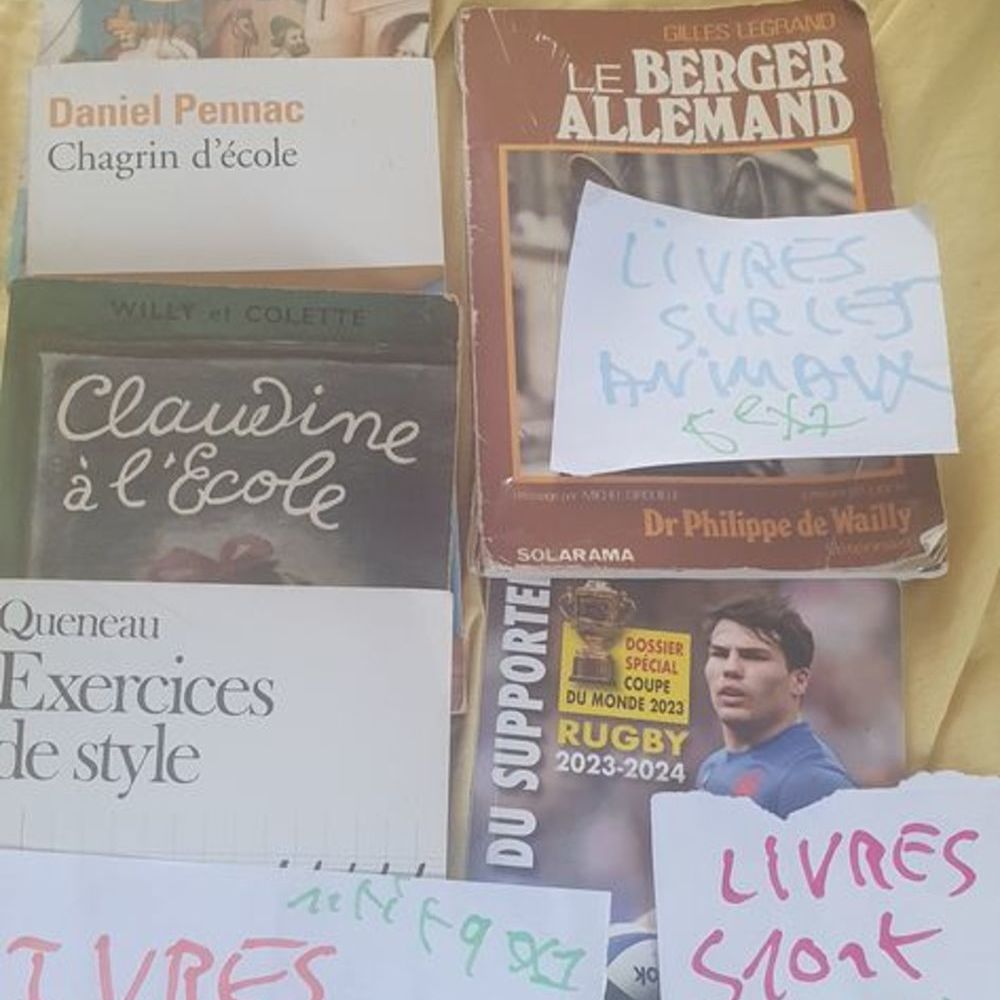 Daniel Pennac
Chagrin d'école
WILLY et COLETTE
Claudine
à l'Ecole
Queneau
Exercices
de style
GILLES LEGRAND
LE BERGER
ALLEMAND
LIVRES
SUR LES
ANIMAUX
Dr Philippe de Wailly
SOLARAMA
DU SUPPORTER
DOSSIER
SPÉCIAL
COUPE
DU MONDE 2023
RUGBY
2023-2024
LIVRES
Sport
IVRES